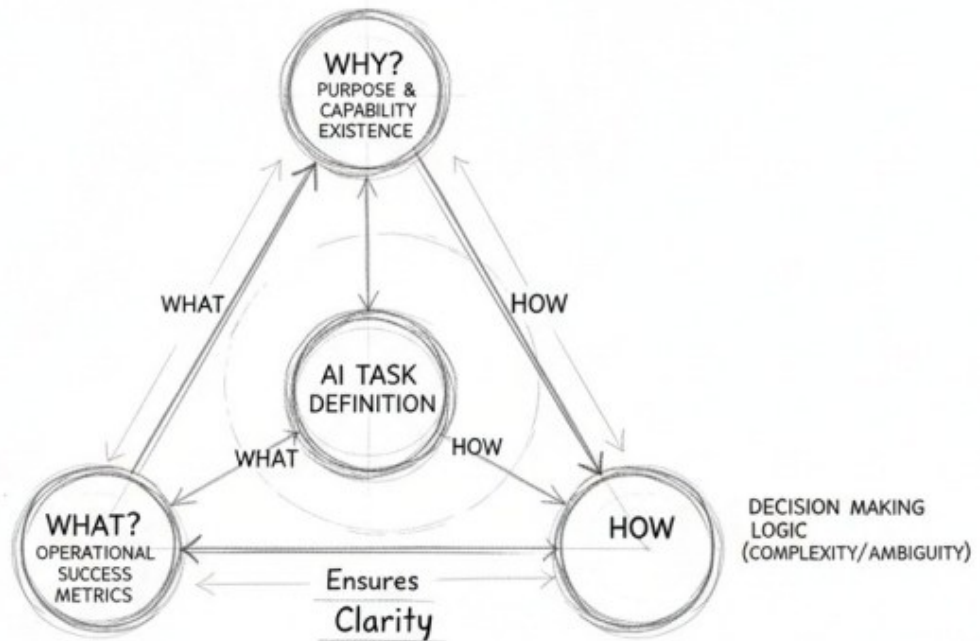 WHY?
PURPOSE &
CAPABILITY
EXISTENCE
WHAT
HOW
AI TASK
DEFINITION
WHAT
HOW
WHAT?
OPERATIONAL
SUCCESS
METRICS
HOW
DECISION MAKING
LOGIC
(COMPLEXITY/AMBIGUITY)
Ensures
Clarity